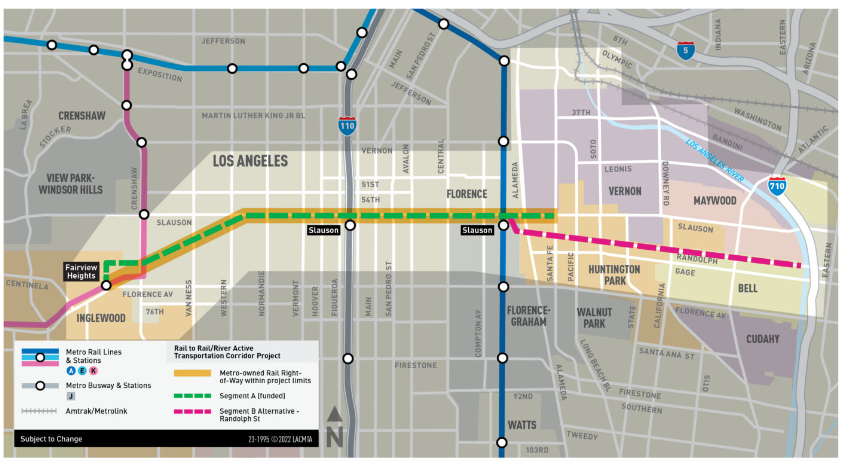 JEFFERSON
8TH
OLYMPIC
INDIANA
EASTERN
ARIZONA
5
MAIN
SAN PEDRO ST
EXPOSITION
JEFFERSON
LA BREA
CRENSHAW
STOCKER
MARTIN LUTHER KING JR BL
110
37TH
WASHINGTON
BANDINI
ATLANTIC
VERNON
AVALON
CENTRAL
ALAMEDA
SOTO
LOS ANGELES RIVER
LOS ANGELES
LEONIS
DOWNEY RD
710
VIEW PARK-
WINDSOR HILLS
CRENSHAW
51ST
54TH
FLORENCE
VERNON
MAYWOOD
SLAUSON
Slauson
Slauson
SLAUSON
Fairview
Heights
SANTA FE
PACIFIC
RANDOLPH
GAGE
EASTERN
CENTINELA
FLORENCE AV
VAN NESS
WESTERN
NORMANDIE
VERMONT
HOOVER
FIGUEROA
MAIN
SAN PEDRO ST
HUNTINGTON
PARK
BELL
INGLEWOOD
76TH
COMPTON AV
FLORENCE-
GRAHAM
WALNUT
PARK
STATE
CALIFORNIA
FLORENCE AV
CUDAHY
FIRESTONE
LONG BEACH BL
SANTA ANA ST
ALAMEDA
OTIS
FIRESTONE
SOUTHERN
92ND
WATTS
TWEEDY
103RD
Metro Rail Lines
& Stations
A E K
Metro Busway & Stations
J
Amtrak/Metrolink
Rail to Rail/River Active
Transportation Corridor Project
Metro-owned Rail Right-
of-Way within project limits
Segment A (funded)
Segment B Alternative -
Randolph St
Subject to Change
23-1995 ©2022 LACMTA
N